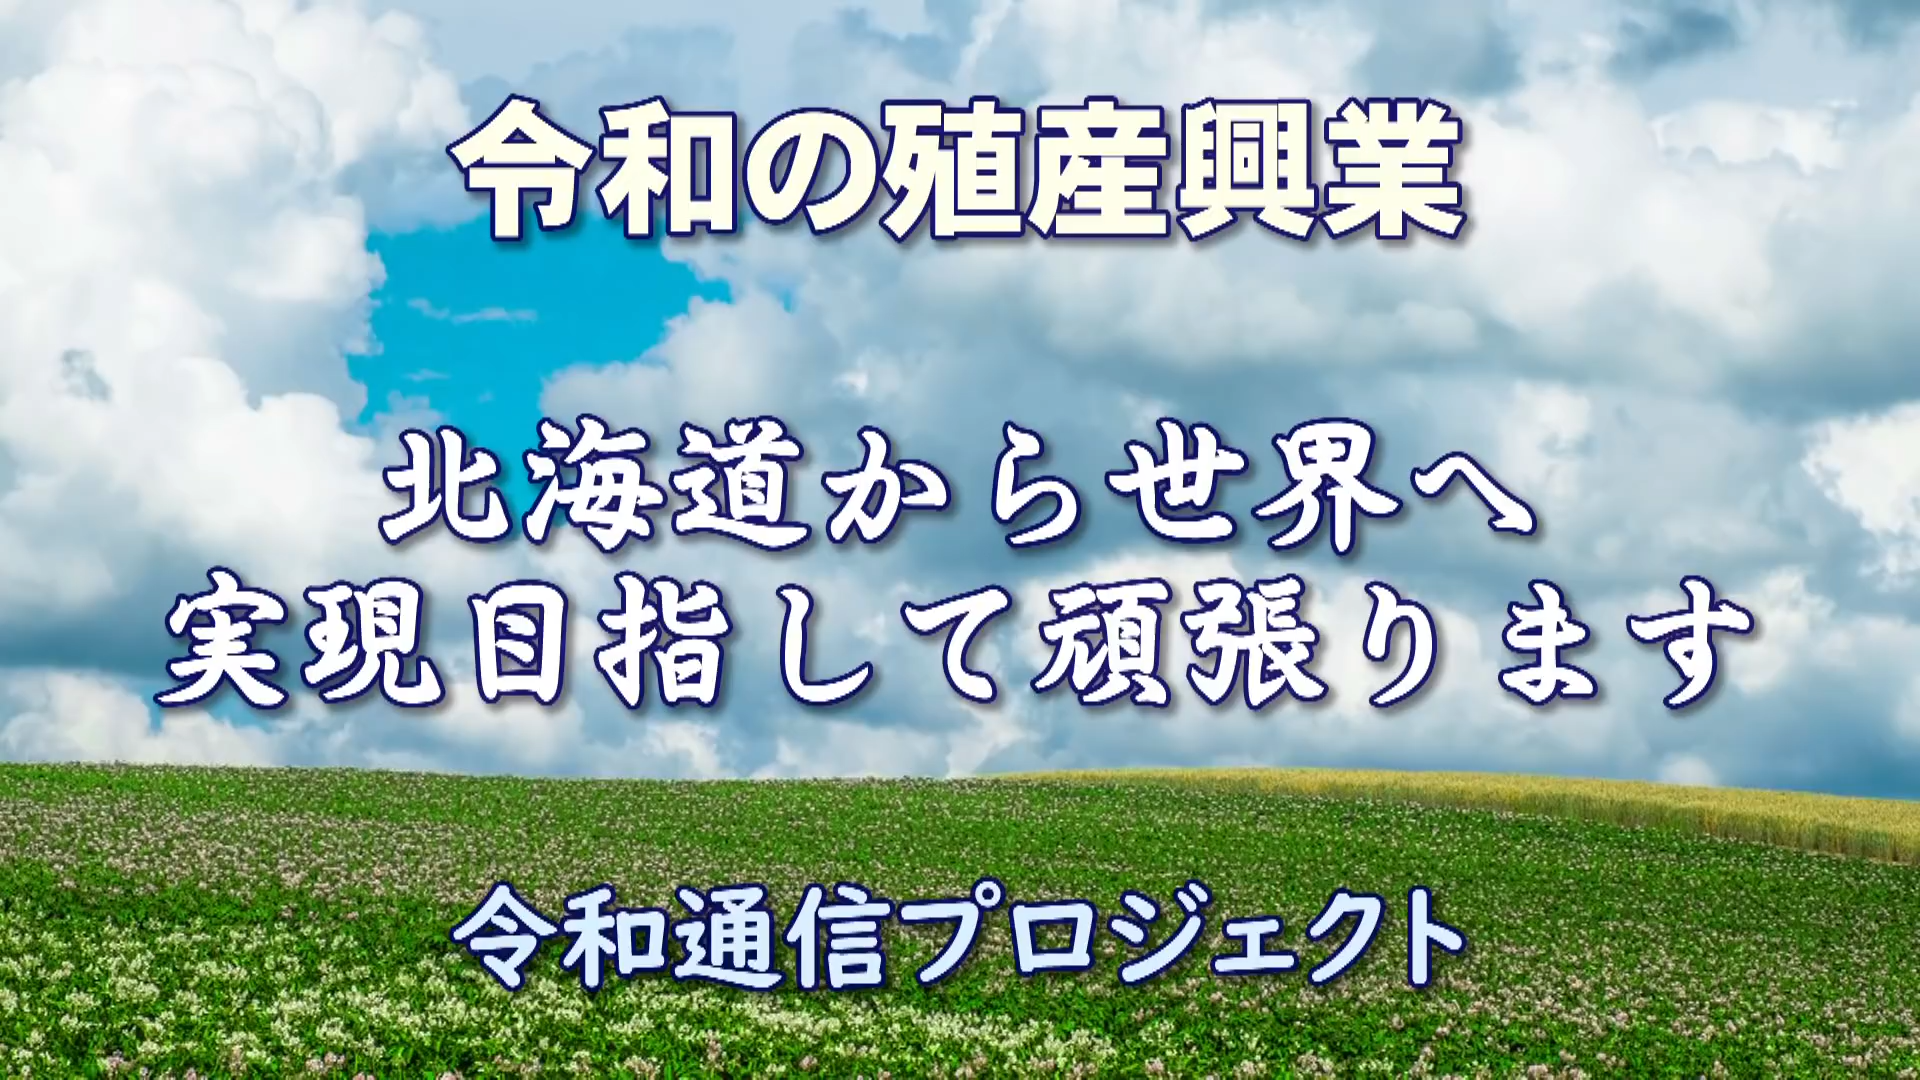 令和の殖産興業
北海道から世界へ
実現目指して頑張ります
令和通信プロジェクト